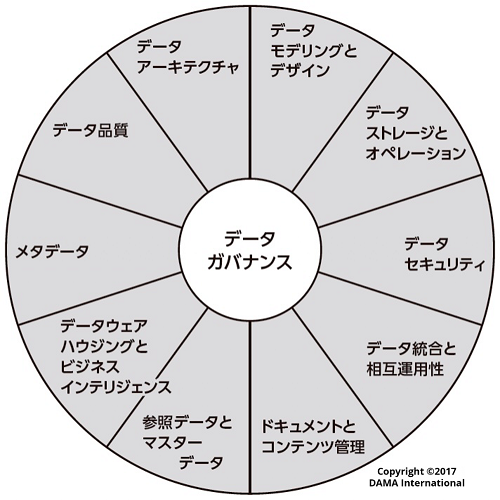 データ
アーキテクチャ
データ
モデリングと
デザイン
データ
ストレージと
オペレーション
データ
セキュリティ
データ統合と
相互運用性
ドキュメントと
コンテンツ管理
参照データと
マスター
データ
データウェア
ハウジングと
ビジネス
インテリジェンス
メタデータ
データ品質
データ
ガバナンス
Copyright ©2017
DAMA International